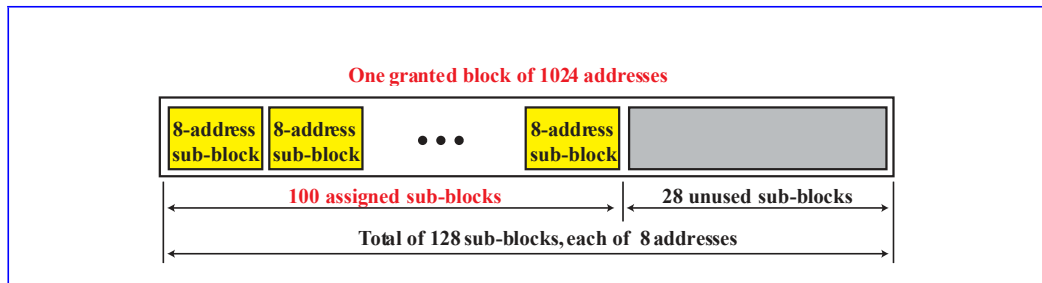 One granted block of 1024 addresses
8-address
sub-block
8-address
sub-block
8-address
sub-block
100 assigned sub-blocks
28 unused sub-blocks
Total of 128 sub-blocks, each of 8 addresses